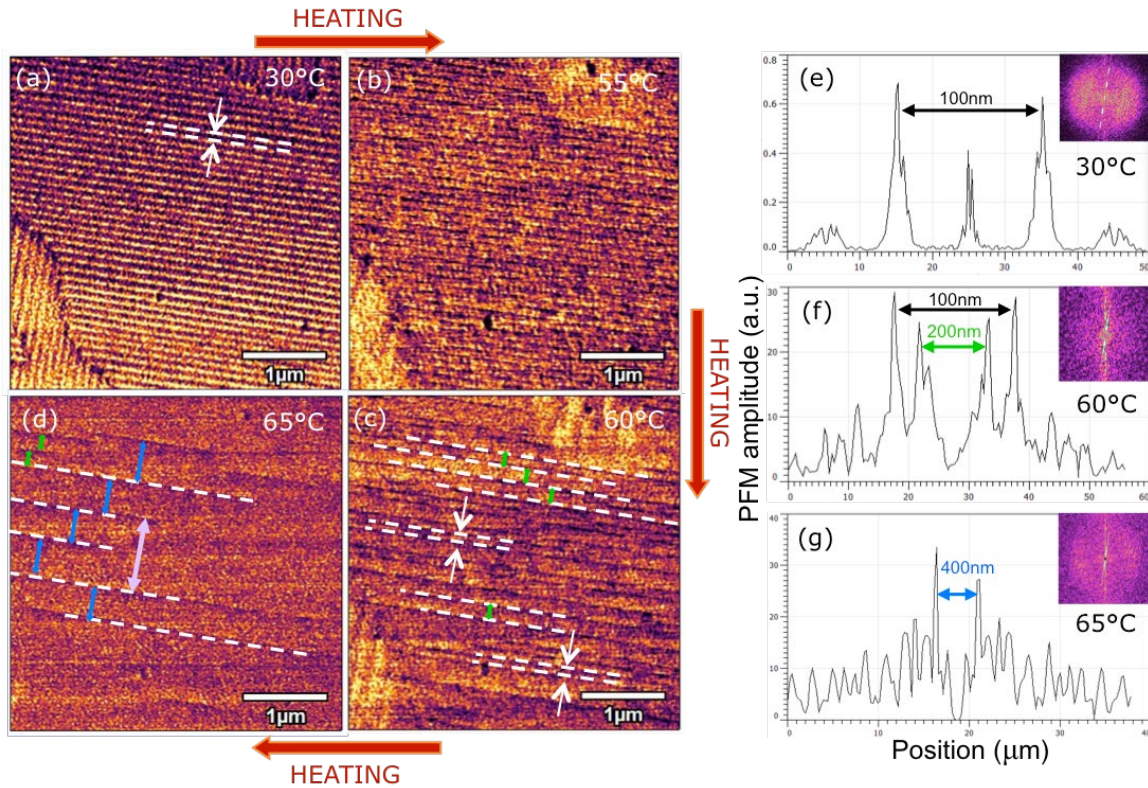 HEATING
(a) 30°C
1µm
(b) 55°C
1µm
HEATING
(d) 65°C
1µm
(c) 60°C
1µm
HEATING
PFM amplitude (a.u.)
(e)
100nm
30°C
0.8
0.6
0.4
0.2
0.0
0 10 20 30 40 50
(f)
100nm
200nm
60°C
30
20
10
0
0 10 20 30 40 50
(g)
400nm
65°C
40
30
20
10
0
0 10 20 30
Position (µm)